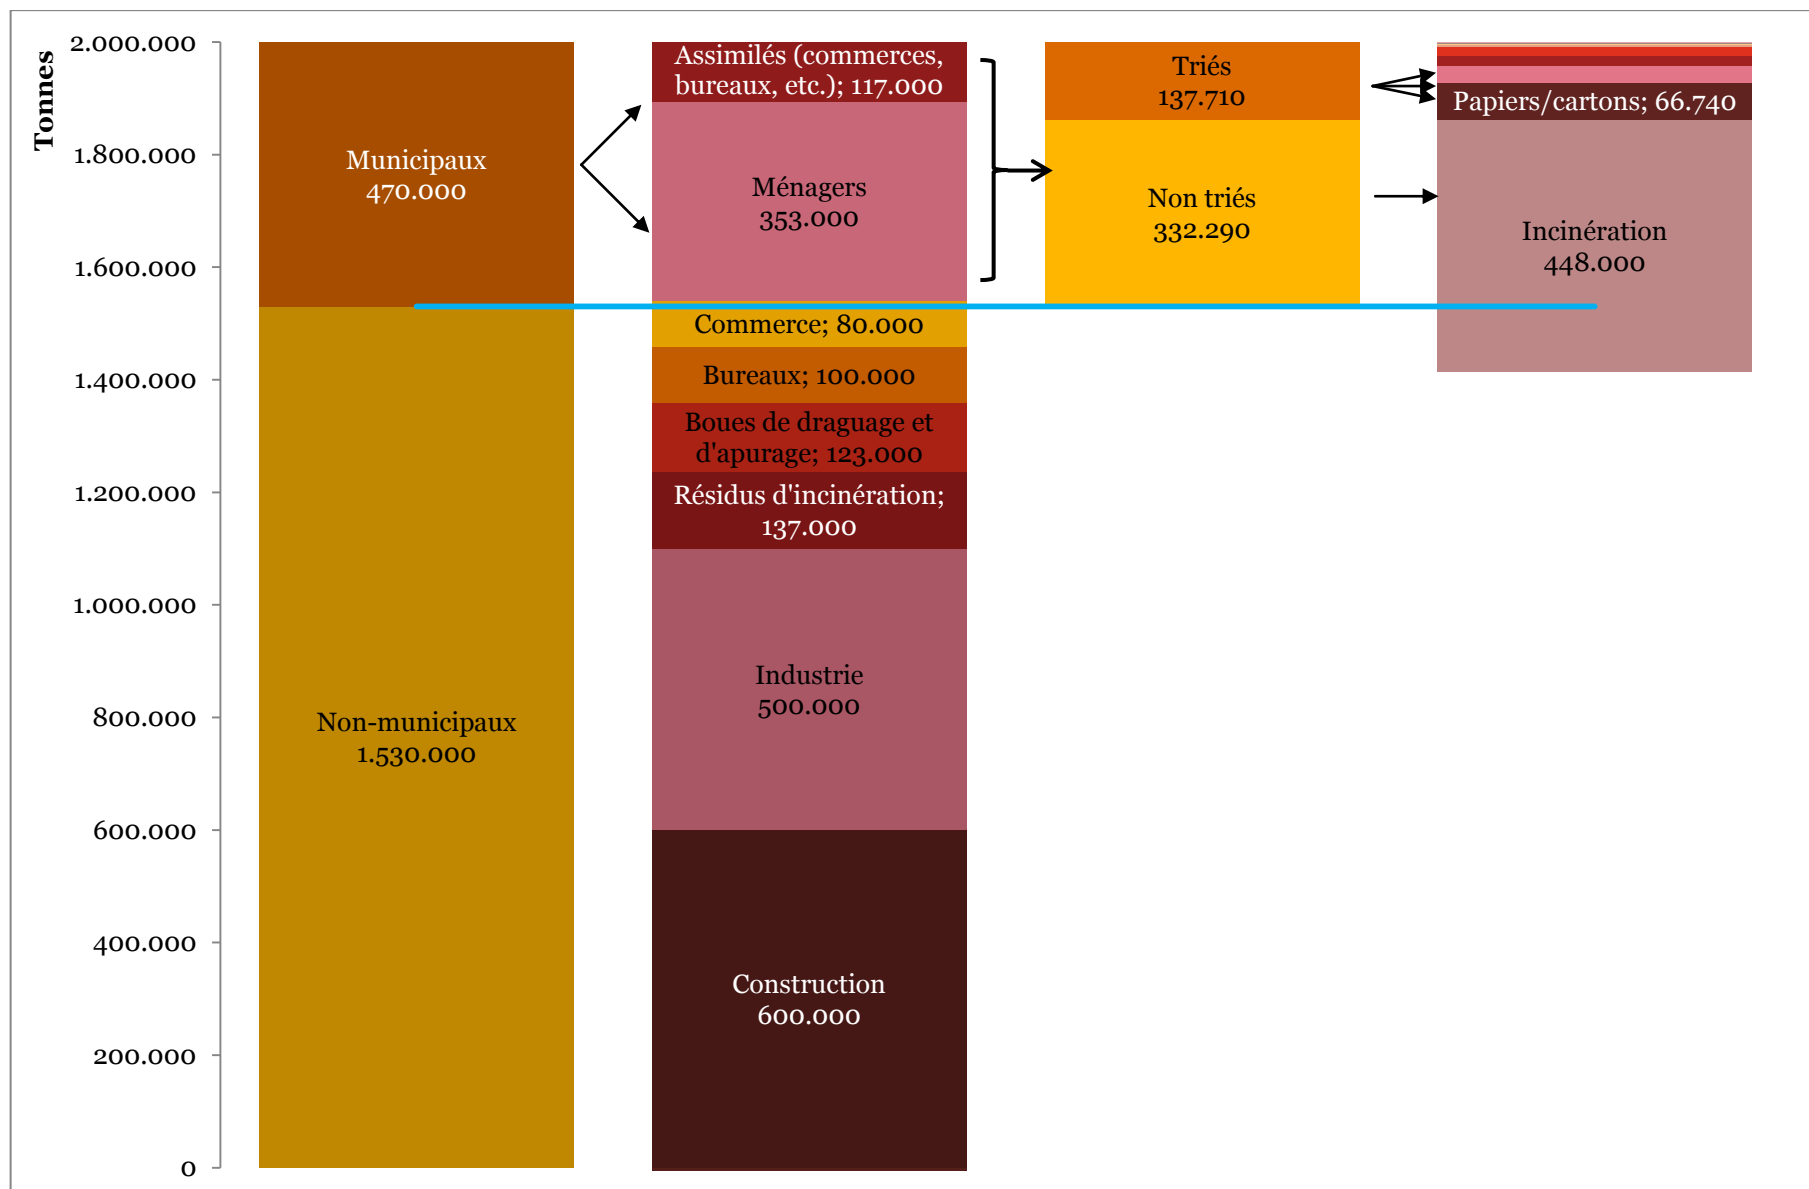 Tonnes
2.000.000
1.800.000
1.600.000
1.400.000
1.200.000
1.000.000
800.000
600.000
400.000
200.000
0
Municipaux
470.000
Non-municipaux
1.530.000
Assimilés (commerces,
bureaux, etc.); 117.000
Ménagers
353.000
Commerce; 80.000
Bureaux; 100.000
Boues de draguage et
d'apurage; 123.000
Résidus d'incinération;
137.000
Industrie
500.000
Construction
600.000
Triés
137.710
Non triés
332.290
Papiers/cartons; 66.740
Incinération
448.000